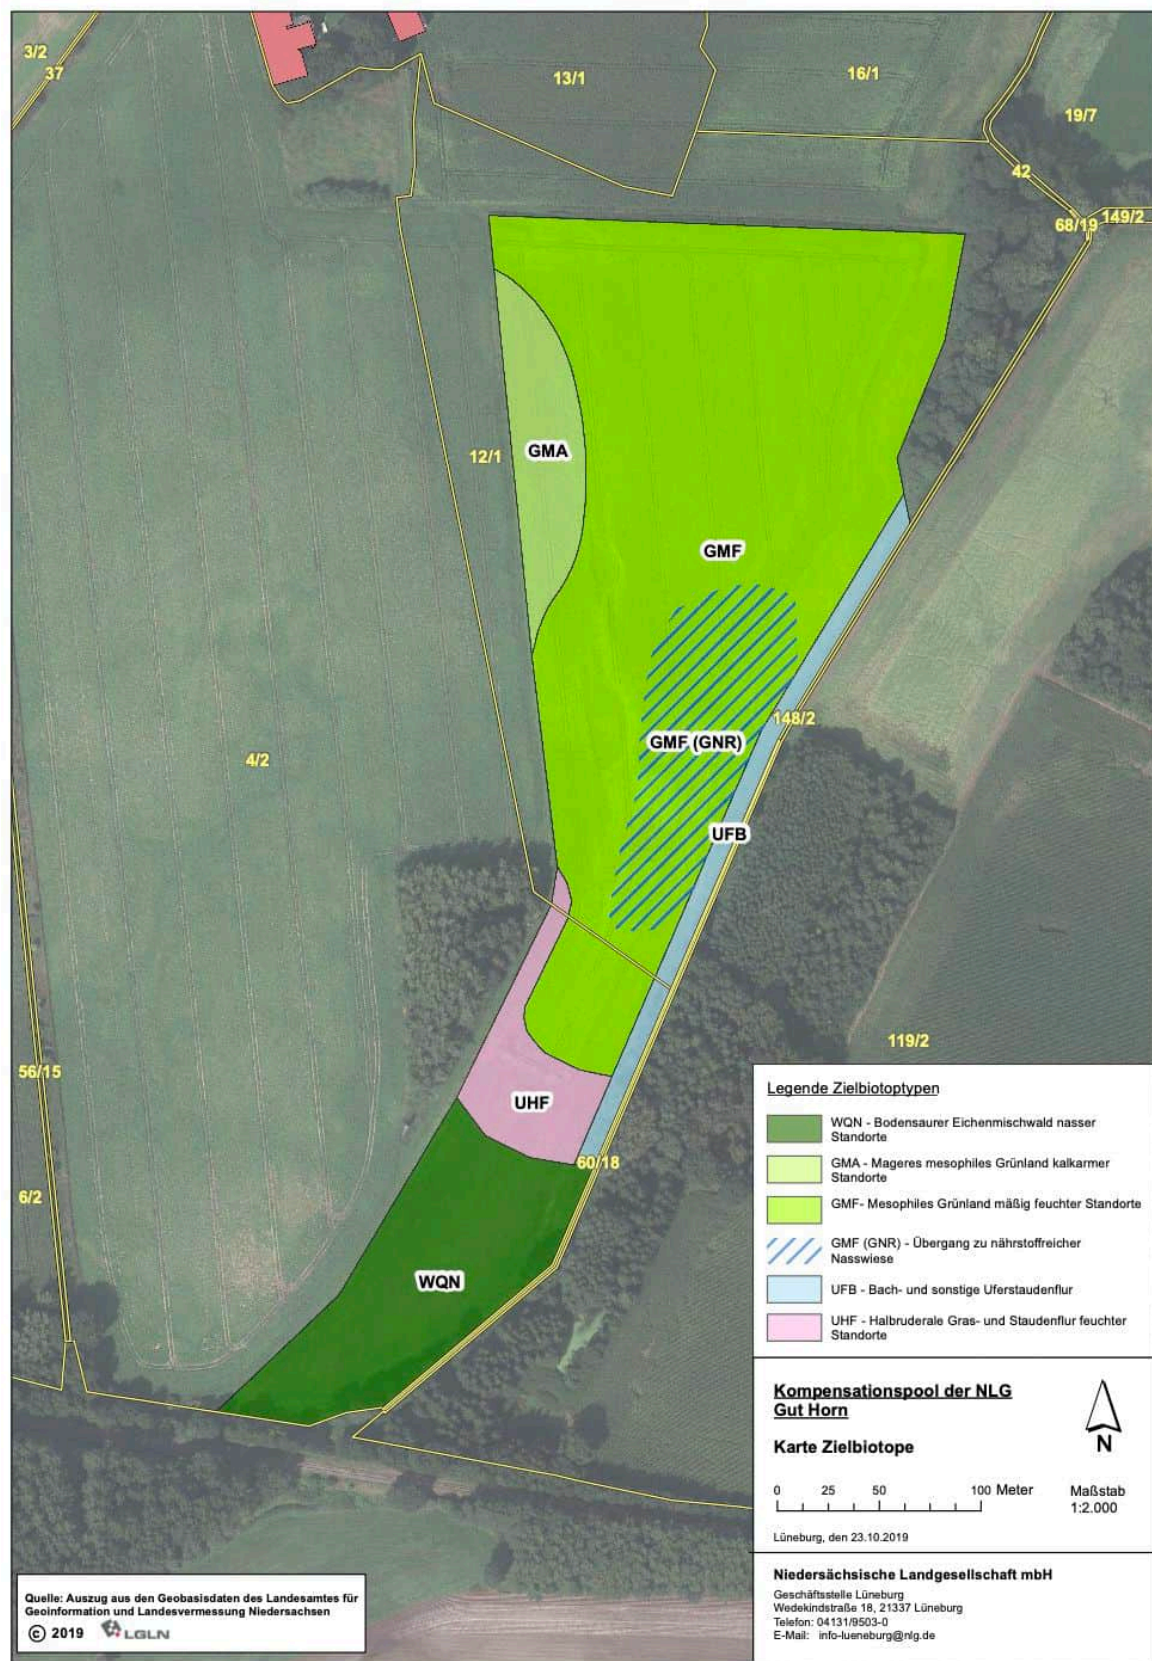 3/2
37
13/1
16/1
19/7
42
68/19
149/2
12/1
GMA
GMF
148/2
GMF (GNR)
4/2
UFB
119/2
56/15
UHF
60/18
6/2
WQN
Legende Zielbiotoptypen
WQN - Bodensaurer Eichenmischwald nasser
Standorte
GMA - Mageres mesophiles Grünland kalkarmer
Standorte
GMF- Mesophiles Grünland mäßig feuchter Standorte
GMF (GNR) - Übergang zu nährstoffreicher
Nasswiese
UFB - Bach- und sonstige Uferstaudenflur
UHF - Halbruderale Gras- und Staudenflur feuchter
Standorte
Kompensationspool der NLG
Gut Horn
Karte Zielbiotope
N
0 25 50 100 Meter
Maßstab
1:2.000
Lüneburg, den 23.10.2019
Niedersächsische Landgesellschaft mbH
Geschäftsstelle Lüneburg
Wedekindstraße 18, 21337 Lüneburg
Telefon: 04131/9503-0
E-Mail: info-lueneburg@nlg.de
Quelle: Auszug aus den Geobasisdaten des Landesamtes für
Geoinformation und Landesvermessung Niedersachsen
© 2019 LGLN